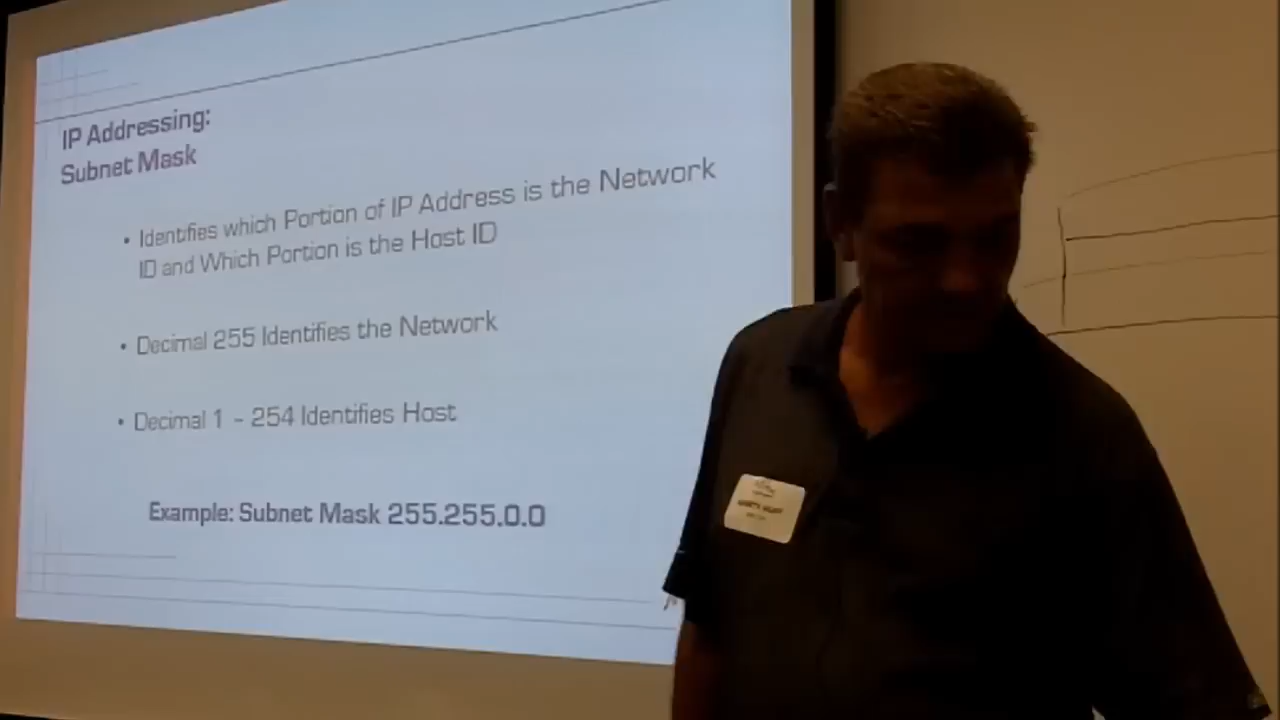 IP Addressing:
Subnet Mask
• Identifies which Portion of IP Address is the Network
ID and Which Portion is the Host ID
• Decimal 255 Identifies the Network
• Decimal 1 - 254 Identifies Host
Example: Subnet Mask 255.255.0.0